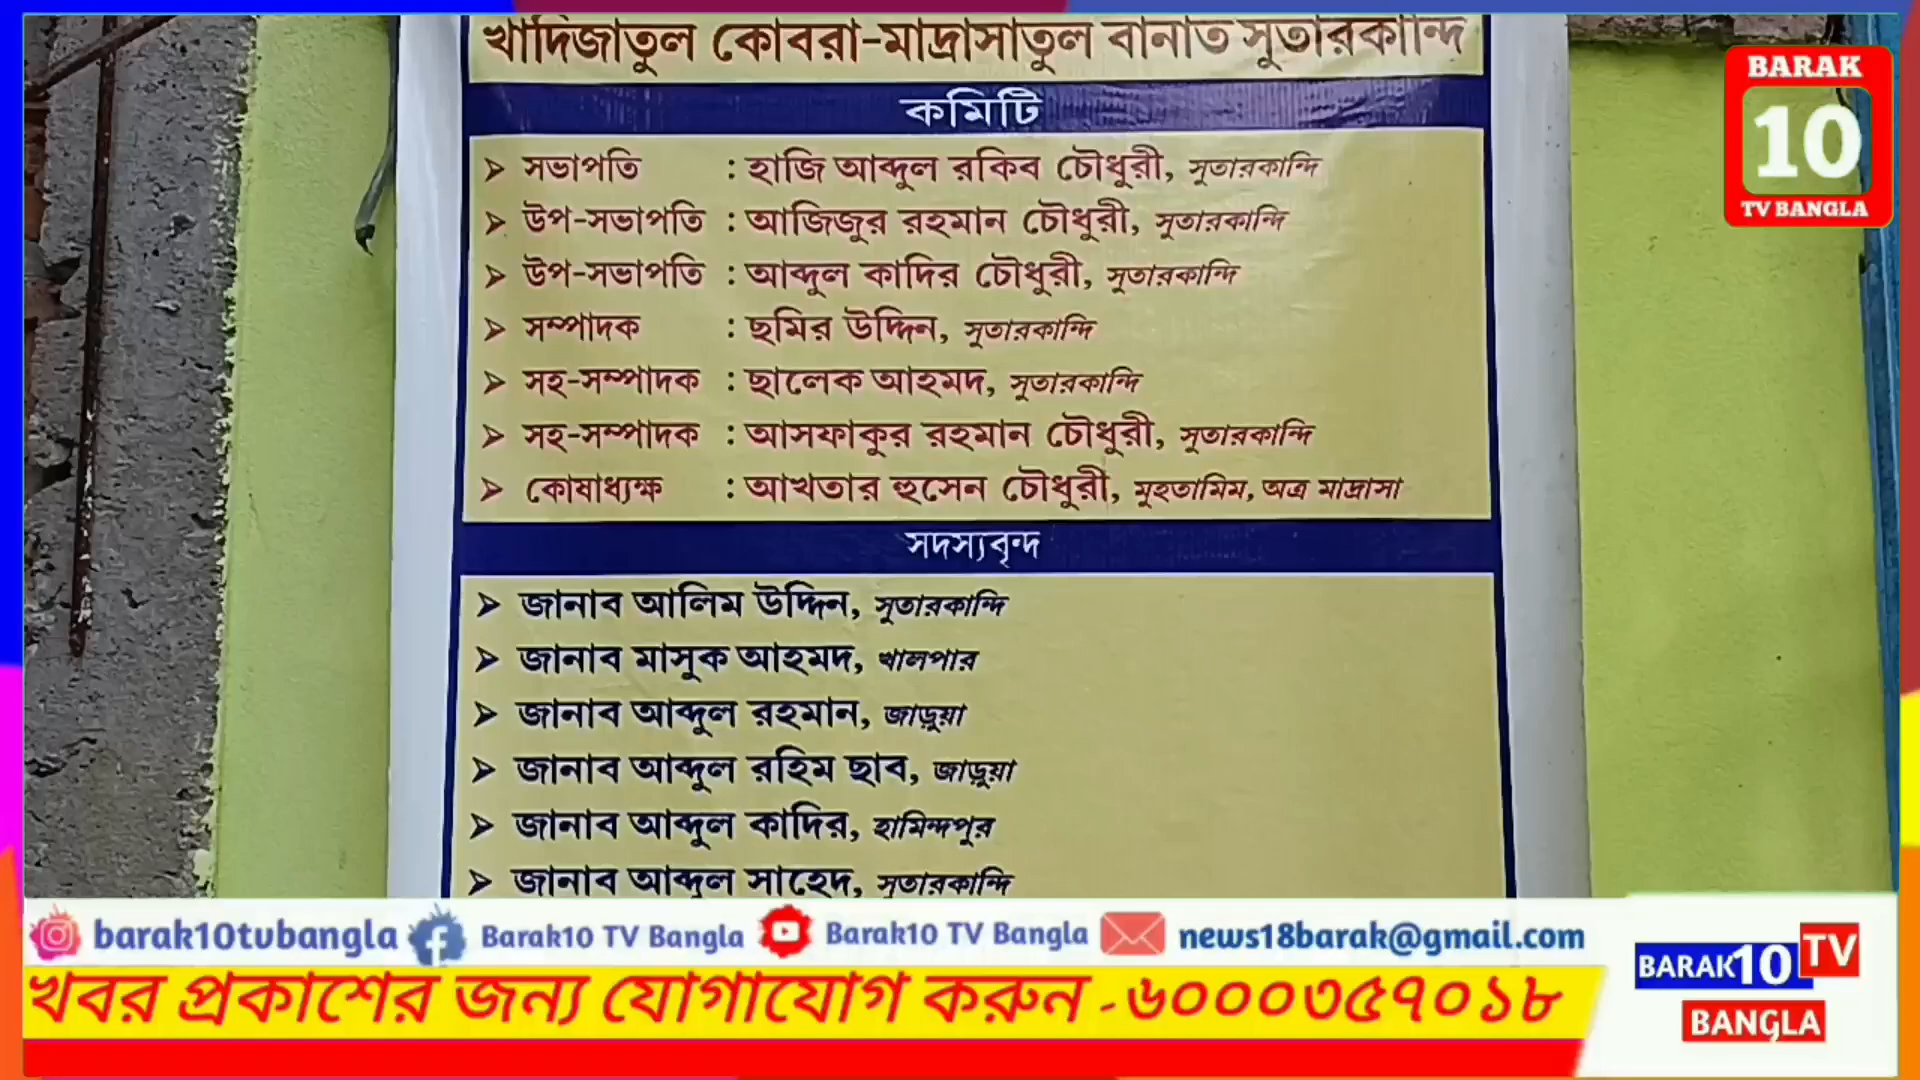 খাদিজাতুল কোবরা-মাদ্রাসাতুল বানাত সুতারকান্দি
কমিটি
➤ সভাপতি : হাজি আব্দুল রকিব চৌধুরী, সুতারকান্দি
➤ উপ-সভাপতি : আজিজুর রহমান চৌধুরী, সুতারকান্দি
➤ উপ-সভাপতি : আব্দুল কাদির চৌধুরী, সুতারকান্দি
➤ সম্পাদক : ছমির উদ্দিন, সুতারকান্দি
➤ সহ-সম্পাদক : ছালেক আহমদ, সুতারকান্দি
➤ সহ-সম্পাদক : আসফাকুর রহমান চৌধুরী, সুতারকান্দি
➤ কোষাধ্যক্ষ : আখতার হুসেন চৌধুরী, মুহতামিম, অত্র মাদ্রাসা
সদস্যবৃন্দ
➤ জানাব আলিম উদ্দিন, সুতারকান্দি
➤ জানাব মাসুক আহমদ, খালপার
➤ জানাব আব্দুল রহমান, জাড়ুয়া
➤ জানাব আব্দুল রহিম ছাব, জাড়ুয়া
➤ জানাব আব্দুল কাদির, হামিন্দপুর
➤ জানাব আব্দুল সাহেদ, সুতারকান্দি
BARAK
10
TV BANGLA
barak10tvbangla Barak10 TV Bangla Barak10 TV Bangla news18barak@gmail.com
খবর প্রকাশের জন্য যোগাযোগ করুন -৬০০০৩৫৭০১৮
BARAK10 TV
BANGLA